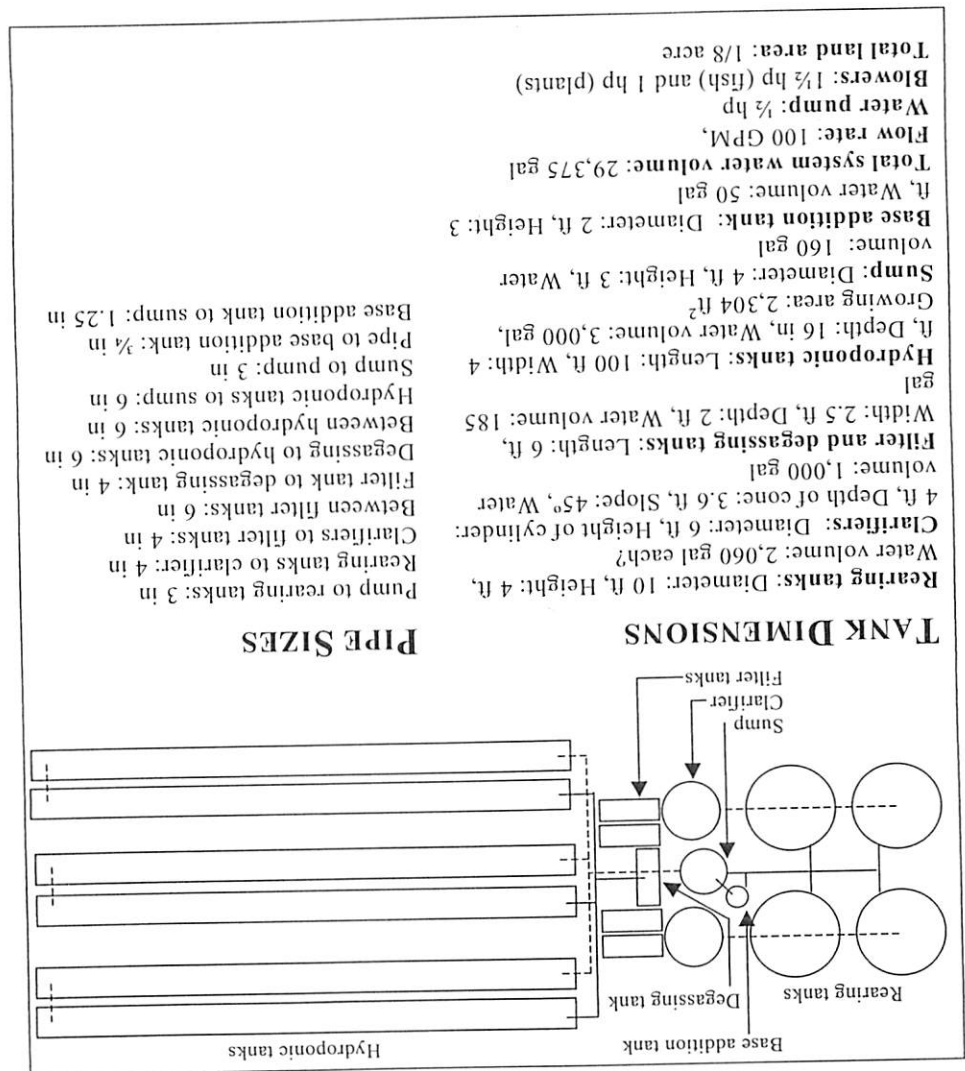 Hydroponic tanks
Base addition tank
Rearing tanks
Degassing tank
Sump
Clarifier
Filter tanks
TANK DIMENSIONS
Rearing tanks: Diameter: 10 ft, Height: 4 ft,
Water volume: 2,060 gal each?
Clarifiers: Diameter: 6 ft, Height of cylinder:
4 ft, Depth of cone: 3.6 ft, Slope: 45º, Water
volume: 1,000 gal
Filter and degassing tanks: Length: 6 ft,
Width: 2.5 ft, Depth: 2 ft, Water volume: 185
gal
Hydroponic tanks: Length: 100 ft, Width: 4
ft, Depth: 16 in, Water volume: 3,000 gal,
Growing area: 2,304 ft²
Sump: Diameter: 4 ft, Height: 3 ft, Water
volume: 160 gal
Base addition tank: Diameter: 2 ft, Height: 3
ft, Water volume: 50 gal
Total system water volume: 29,375 gal
Flow rate: 100 GPM,
Water pump: ½ hp
Blowers: 1½ hp (fish) and 1 hp (plants)
Total land area: 1/8 acre
PIPE SIZES
Pump to rearing tanks: 3 in
Rearing tanks to clarifier: 4 in
Clarifiers to filter tanks: 4 in
Between filter tanks: 6 in
Filter tank to degassing tank: 4 in
Degassing to hydroponic tanks: 6 in
Between hydroponic tanks: 6 in
Hydroponic tanks to sump: 6 in
Sump to pump: 3 in
Pipe to base addition tank: ¾ in
Base addition tank to sump: 1.25 in